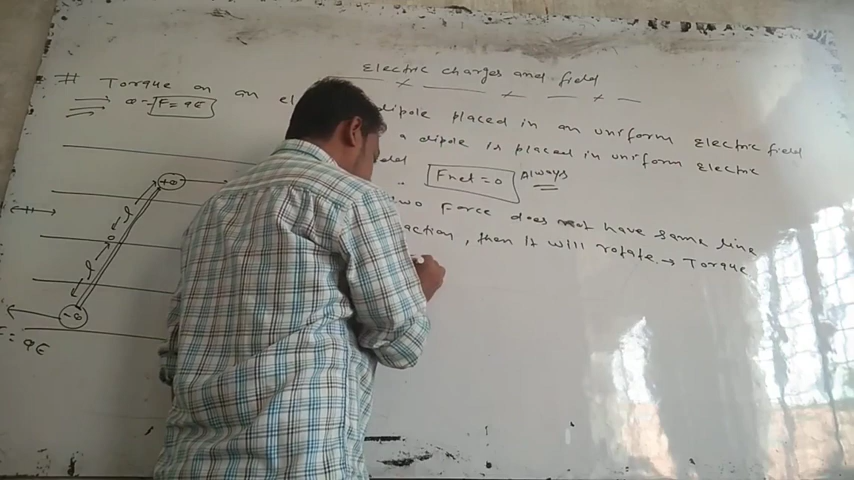 Electric charges and field
# Torque on an el dipole placed in an uniform electric field
F = qE a dipole is placed in uniform electric
Fnet = 0 Always
two Force does not have same line
action, then it will rotate → Torque
+q
l
o
l
-q
= qE